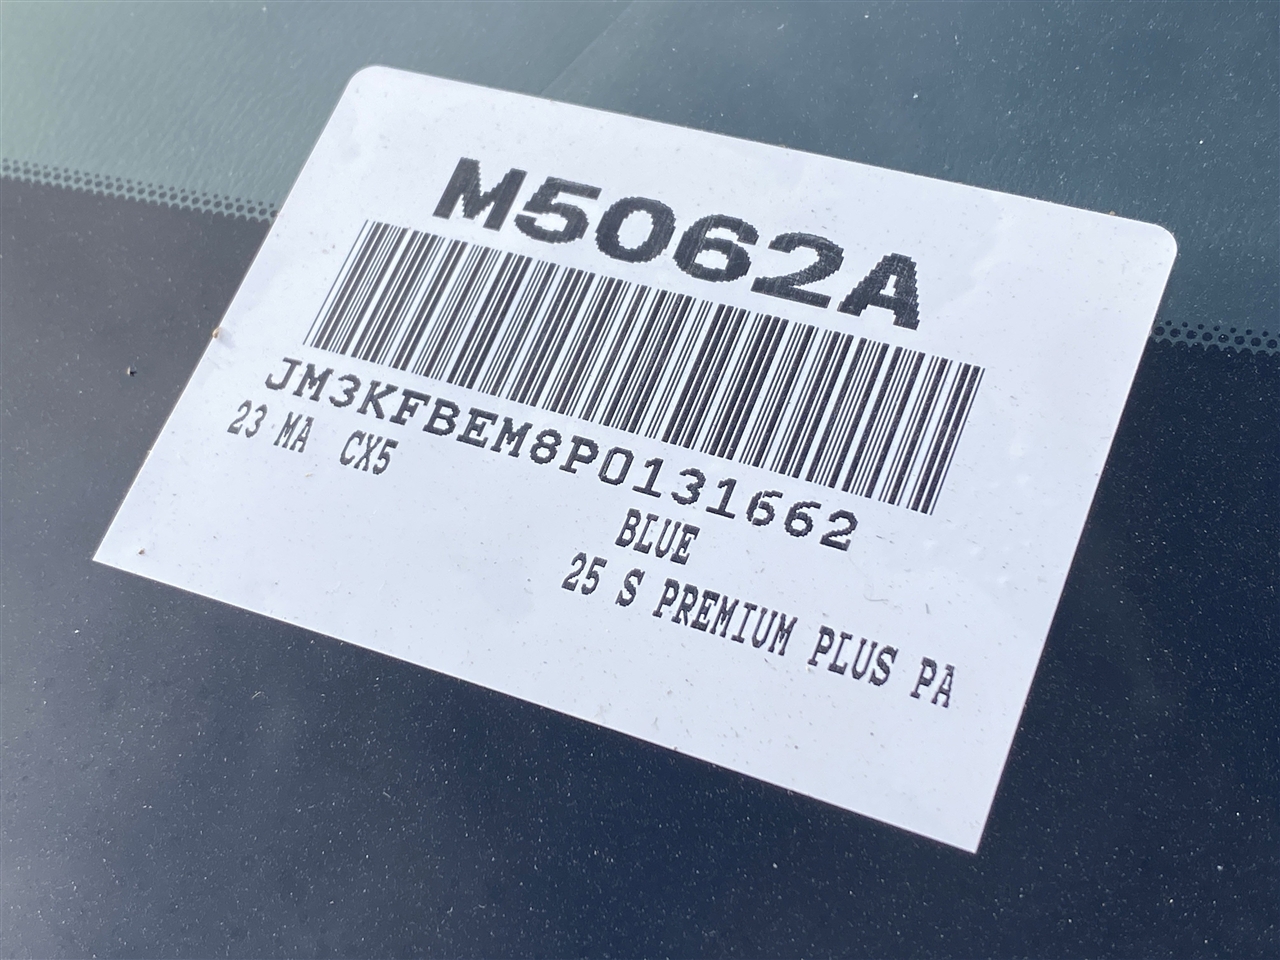 M5062A
JM3KFBEM8P0131662
23 MA CX5
BLUE
25 S PREMIUM PLUS PA